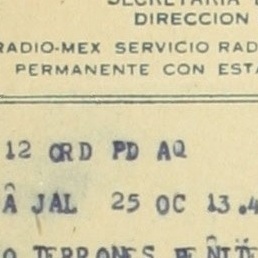 SECRETARIA
DIRECCION
RADIO-MEX SERVICIO RAD
PERMANENTE CON EST
12 ORD PD AQ
JAL 25 OC 13.4
TERRONES